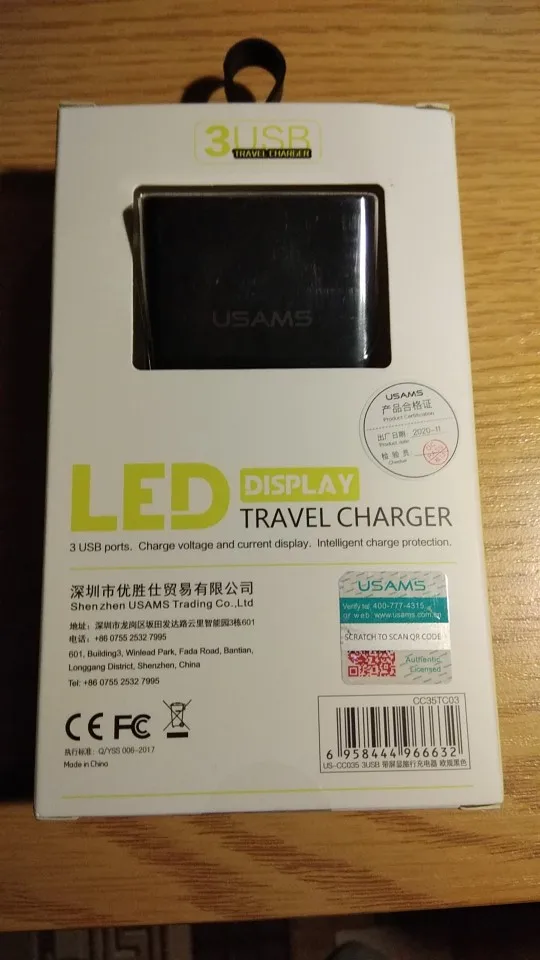 3USB
TRAVEL CHARGER
USAMS
USAMS
产品合格证
Product Certification
出厂日期: 2020-11
Product date
检 验 员
Checker
LED DISPLAY
TRAVEL CHARGER
3 USB ports. Charge voltage and current display. Intelligent charge protection.
深圳市优胜仕贸易有限公司
Shenzhen USAMS Trading Co.,Ltd
地址: 深圳市龙岗区坂田发达路云里智能园3栋601
电话: +86 0755 2532 7995
601, Building3, Winlead Park, Fada Road, Bantian,
Longgang District, Shenzhen, China
Tel: +86 0755 2532 7995
USAMS
Verify tel: 400-777-4315
or web: www.usams.com.cn
SCRATCH TO SCAN QR CODE
Authentic
Licensed
CE FC
执行标准: Q/YSS 006-2017
Made in China
CC35TC03
6 958444 966632
US-CC035 3USB 带屏显旅行充电器 欧规黑色